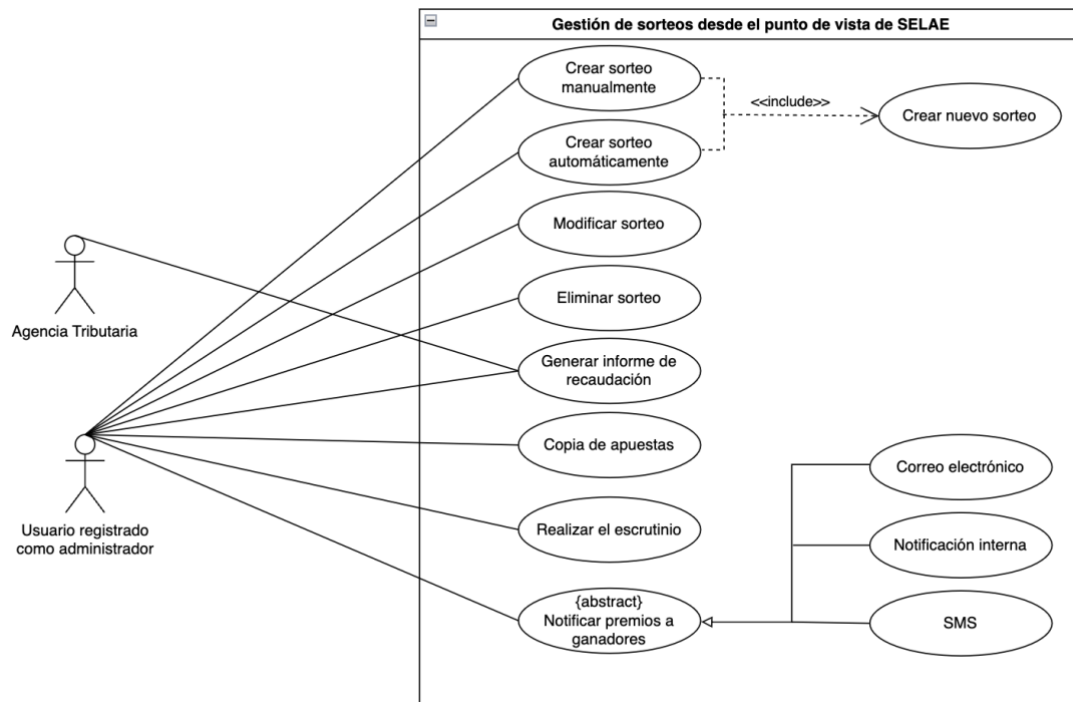 Gestión de sorteos desde el punto de vista de SELAE
Crear sorteo
manualmente
<<include>>
Crear nuevo sorteo
Crear sorteo
automáticamente
Modificar sorteo
Agencia Tributaria
Eliminar sorteo
Generar informe de
recaudación
Copia de apuestas
Usuario registrado
como administrador
Realizar el escrutinio
{abstract}
Notificar premios a
ganadores
Correo electrónico
Notificación interna
SMS